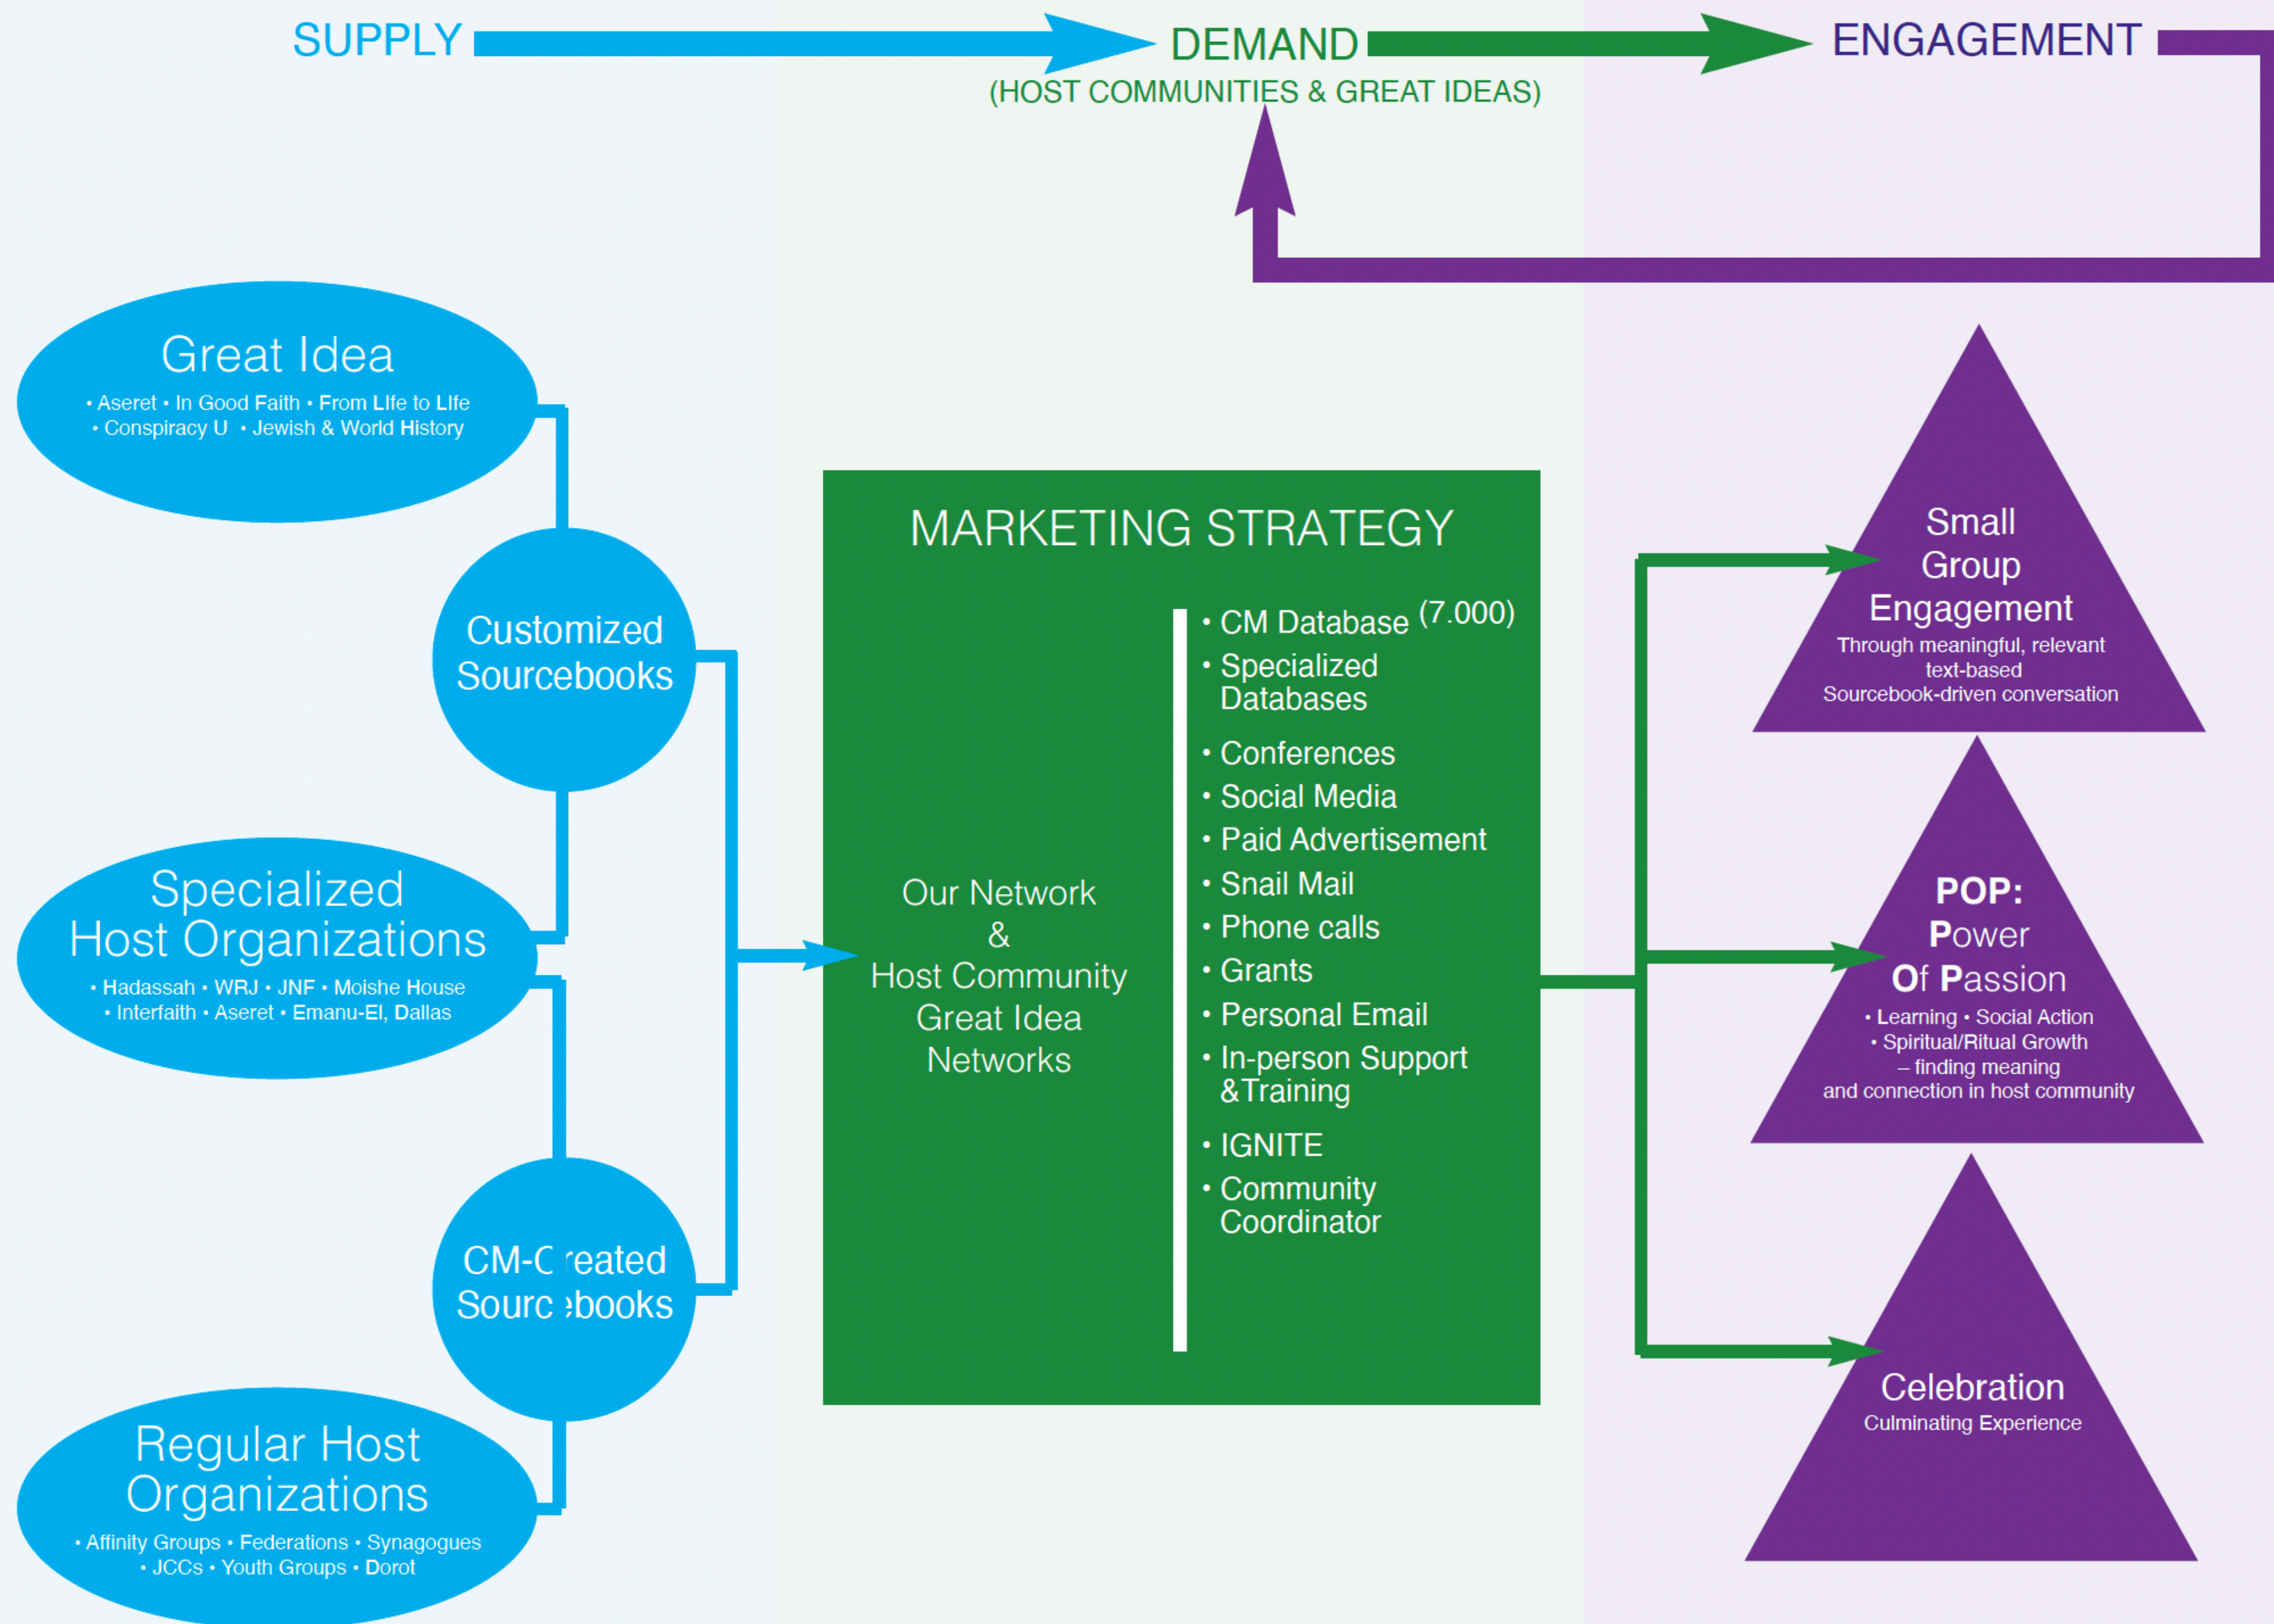 SUPPLY
DEMAND
(HOST COMMUNITIES & GREAT IDEAS)
ENGAGEMENT
Great Idea
• Aseret • In Good Faith • From LIfe to LIfe
• Conspiracy U • Jewish & World History
Customized
Sourcebooks
Specialized
Host Organizations
• Hadassah • WRJ • JNF • Moishe House
• Interfaith • Aseret • Emanu-El, Dallas
CM-Created
Sourcebooks
Regular Host
Organizations
• Affinity Groups • Federations • Synagogues
• JCCs • Youth Groups • Dorot
MARKETING STRATEGY
Our Network
&
Host Community
Great Idea
Networks
• CM Database (7.000)
• Specialized
Databases
• Conferences
• Social Media
• Paid Advertisement
• Snail Mail
• Phone calls
• Grants
• Personal Email
• In-person Support
&Training
• IGNITE
• Community
Coordinator
Small
Group
Engagement
Through meaningful, relevant
text-based
Sourcebook-driven conversation
POP:
Power
Of Passion
• Learning • Social Action
• Spiritual/Ritual Growth
– finding meaning
and connection in host community
Celebration
Culminating Experience